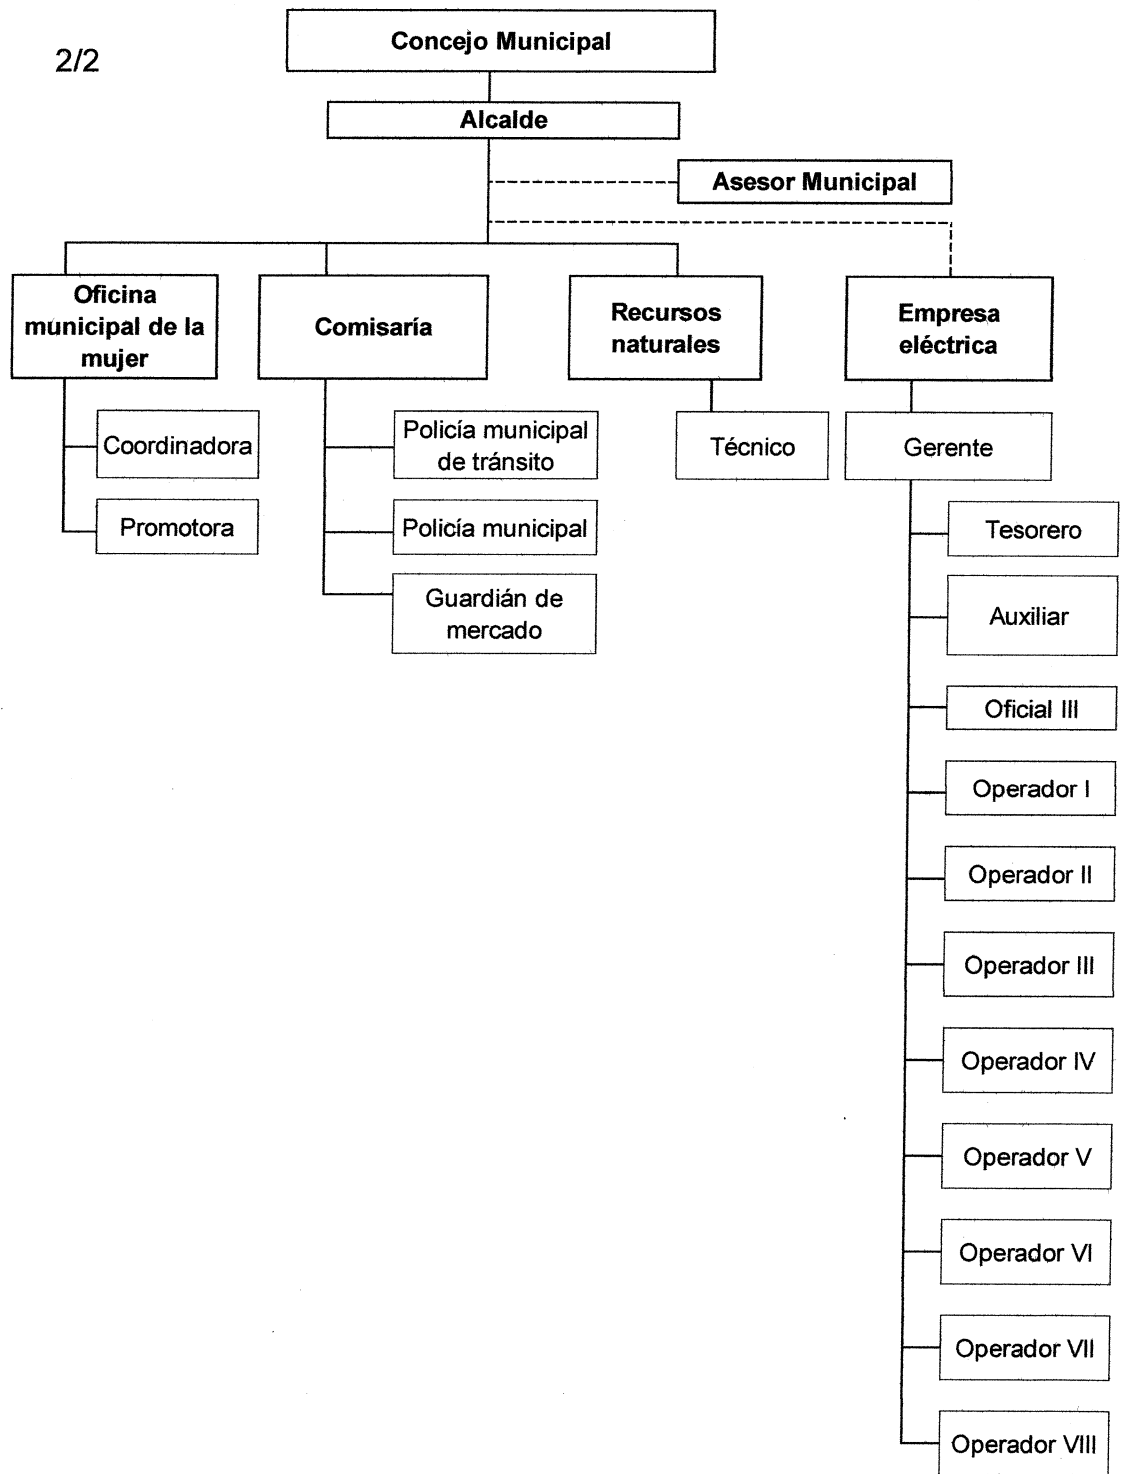 2/2
Concejo Municipal
Alcalde
Asesor Municipal
Oficina
municipal de la
mujer
Comisaría
Recursos
naturales
Empresa
eléctrica
Coordinadora
Promotora
Policía municipal
de tránsito
Policía municipal
Guardián de
mercado
Técnico
Gerente
Tesorero
Auxiliar
Oficial III
Operador I
Operador II
Operador III
Operador IV
Operador V
Operador VI
Operador VII
Operador VIII